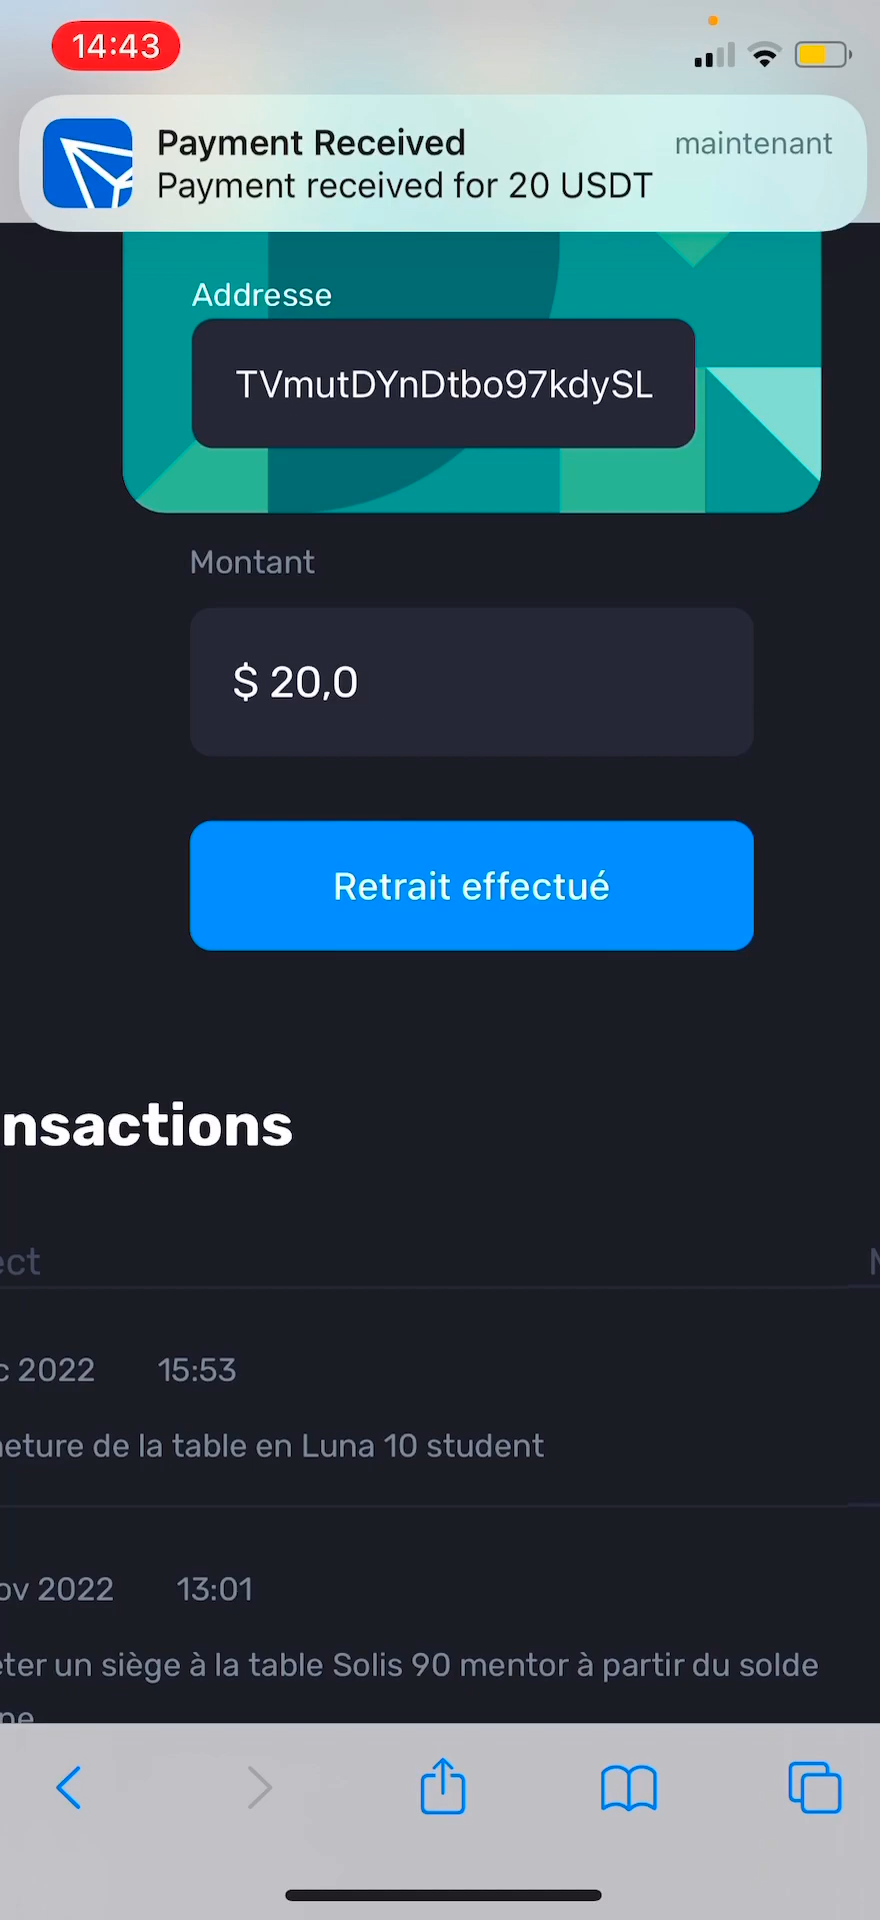 14:43
Payment Received
maintenant
Payment received for 20 USDT
Addresse
TVmutDYnDtbo97kdySL
Montant
$ 20,0
Retrait effectué
nsactions
ect
c 2022 15:53
eture de la table en Luna 10 student
ov 2022 13:01
ter un siège à la table Solis 90 mentor à partir du solde